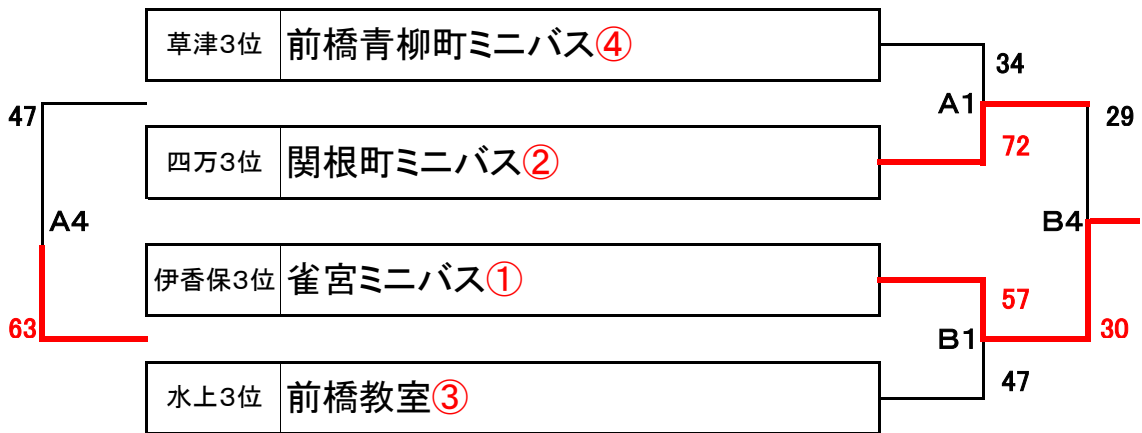 草津3位 前橋青柳町ミニバス④
34
47
A1
29
四万3位 関根町ミニバス②
72
A4
B4
伊香保3位 雀宮ミニバス①
57
63
30
B1
水上3位 前橋教室③
47